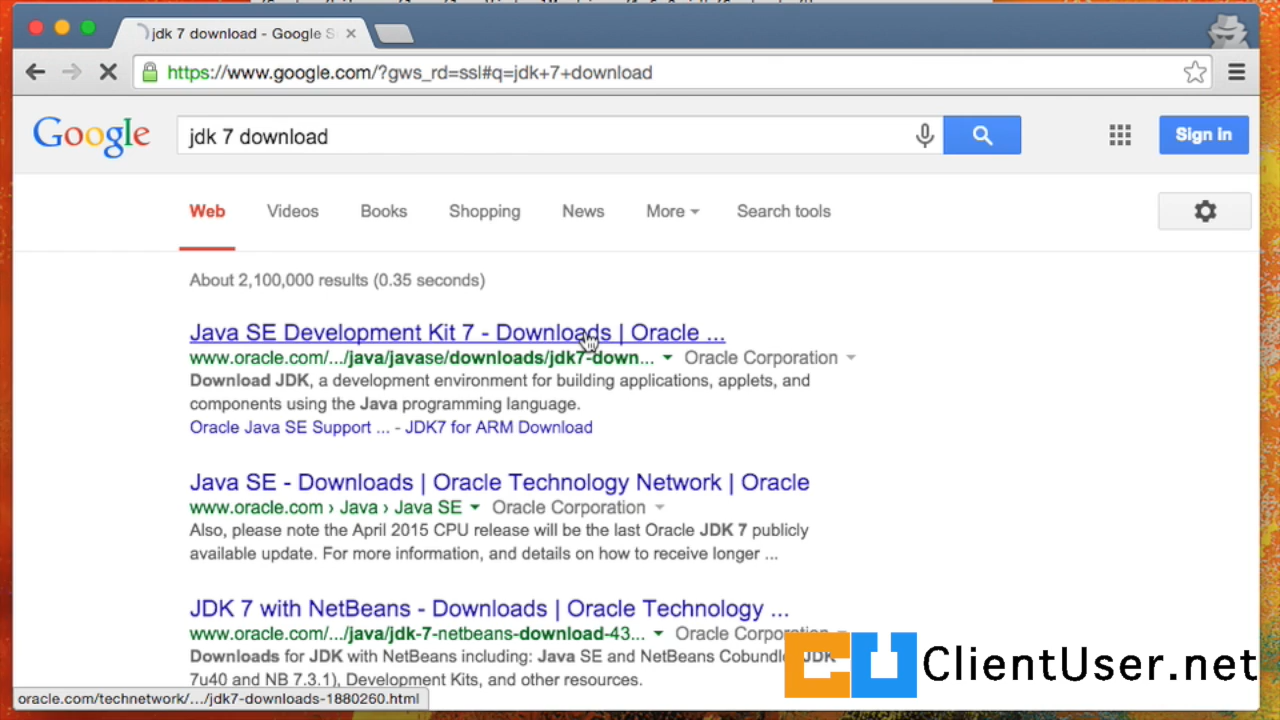 jdk 7 download - Google S
https://www.google.com/?gws_rd=ssl#q=jdk+7+download
Google
jdk 7 download
Sign in
Web Videos Books Shopping News More Search tools
About 2,100,000 results (0.35 seconds)
Java SE Development Kit 7 - Downloads | Oracle ...
www.oracle.com/.../java/javase/downloads/jdk7-down... Oracle Corporation
Download JDK, a development environment for building applications, applets, and
components using the Java programming language.
Oracle Java SE Support ... - JDK7 for ARM Download
Java SE - Downloads | Oracle Technology Network | Oracle
www.oracle.com › Java › Java SE Oracle Corporation
Also, please note the April 2015 CPU release will be the last Oracle JDK 7 publicly
available update. For more information, and details on how to receive longer ...
JDK 7 with NetBeans - Downloads | Oracle Technology ...
www.oracle.com/.../java/jdk-7-netbeans-download-43... Oracle Corporation
Downloads for JDK with NetBeans including: Java SE and NetBeans Cobundle JDK
7u40 and NB 7.3.1), Development Kits, and other resources.
oracle.com/technetwork/.../jdk7-downloads-1880260.html
CU ClientUser.net